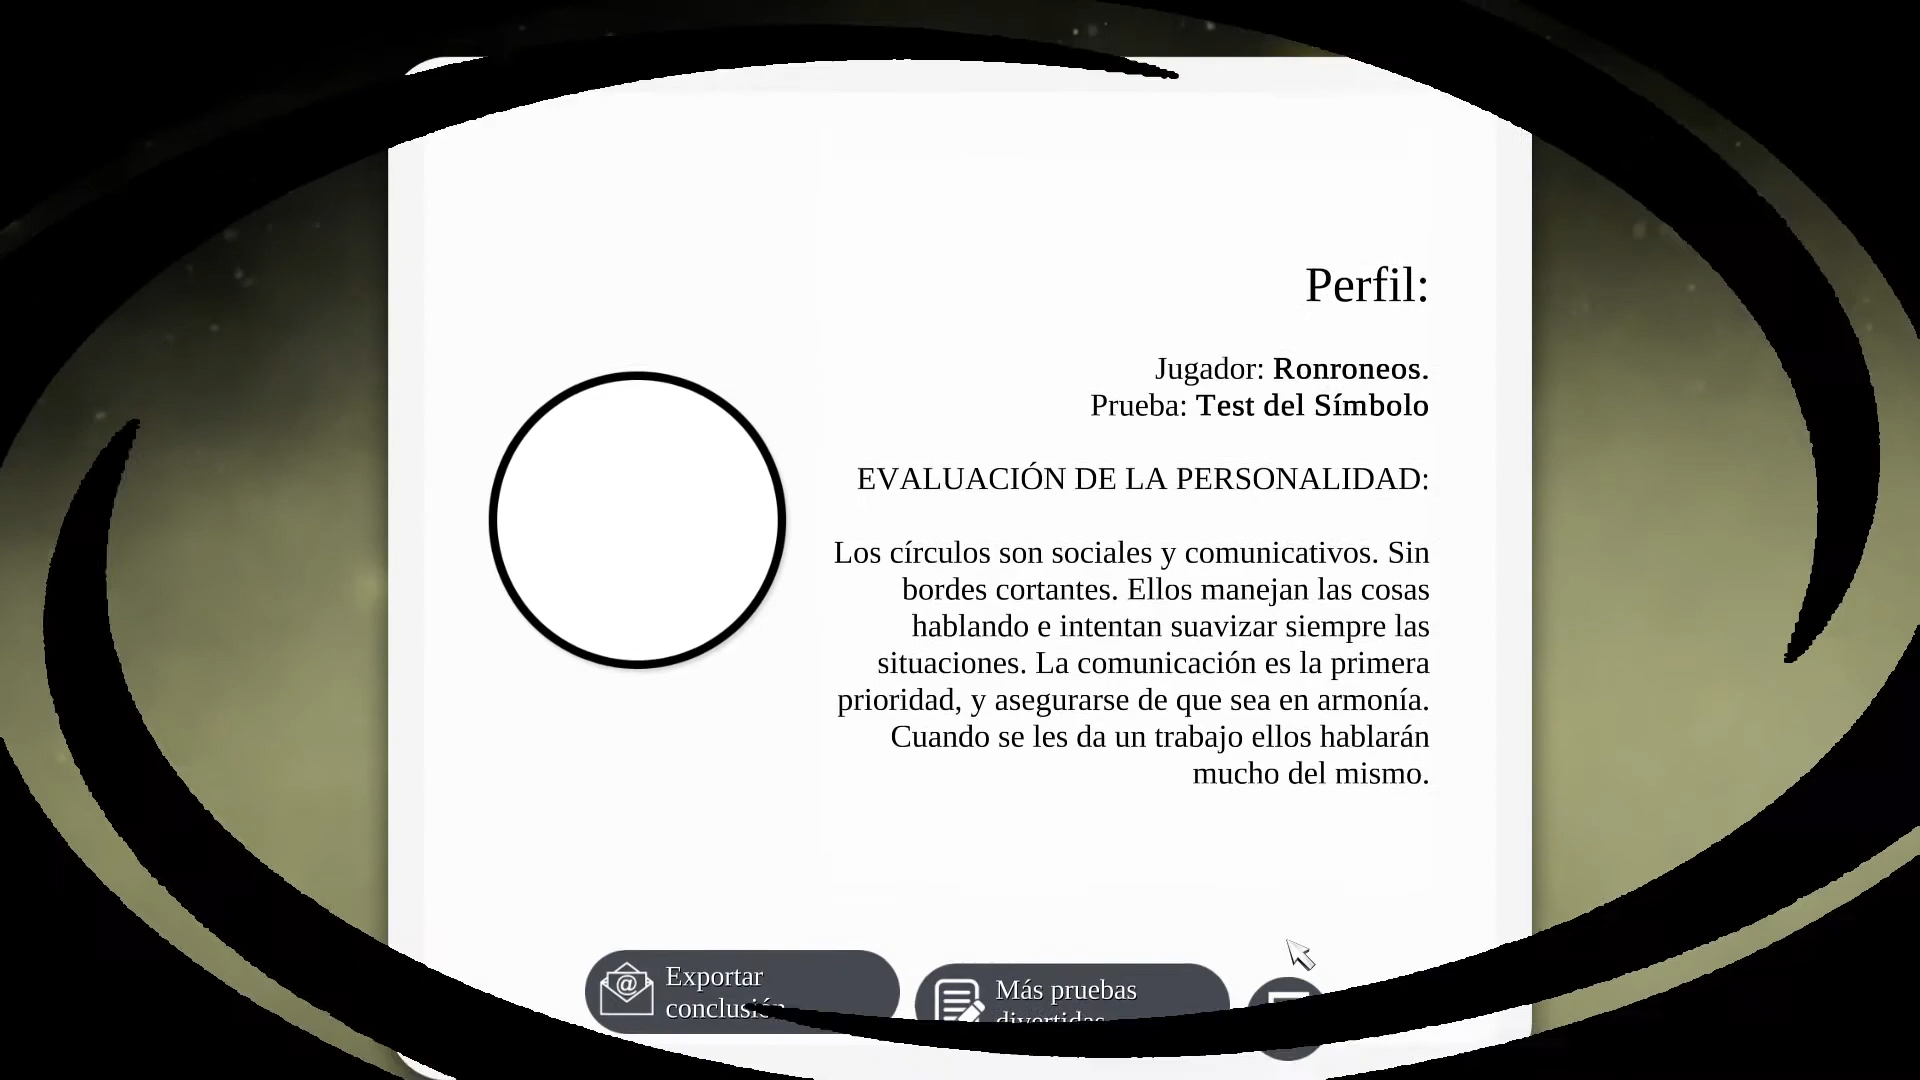 Perfil:
Jugador: Ronroneos.
Prueba: Test del Símbolo
EVALUACIÓN DE LA PERSONALIDAD:
Los círculos son sociales y comunicativos. Sin
bordes cortantes. Ellos manejan las cosas
hablando e intentan suavizar siempre las
situaciones. La comunicación es la primera
prioridad, y asegurarse de que sea en armonía.
Cuando se les da un trabajo ellos hablarán
mucho del mismo.
Exportar
conclusión
Más pruebas
divertidas